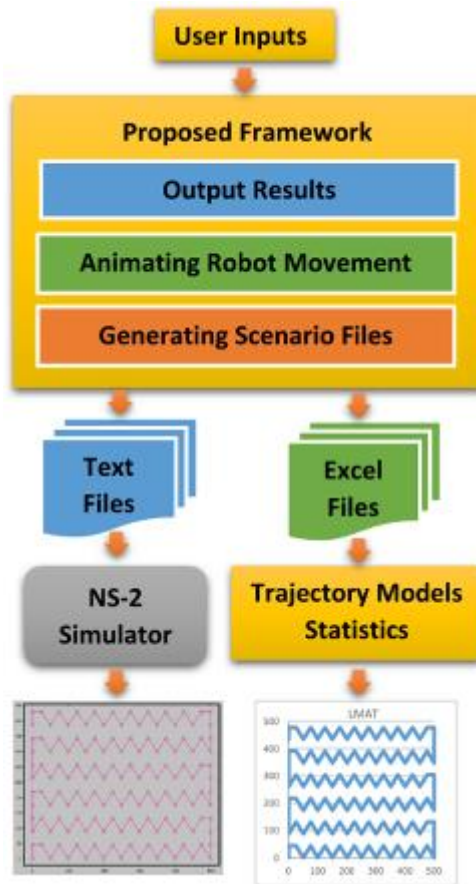 User Inputs
Proposed Framework
Output Results
Animating Robot Movement
Generating Scenario Files
Text
Files
Excel
Files
NS-2
Simulator
Trajectory Models
Statistics
LMAT
500
400
300
200
100
0
0 100 200 300 400 500